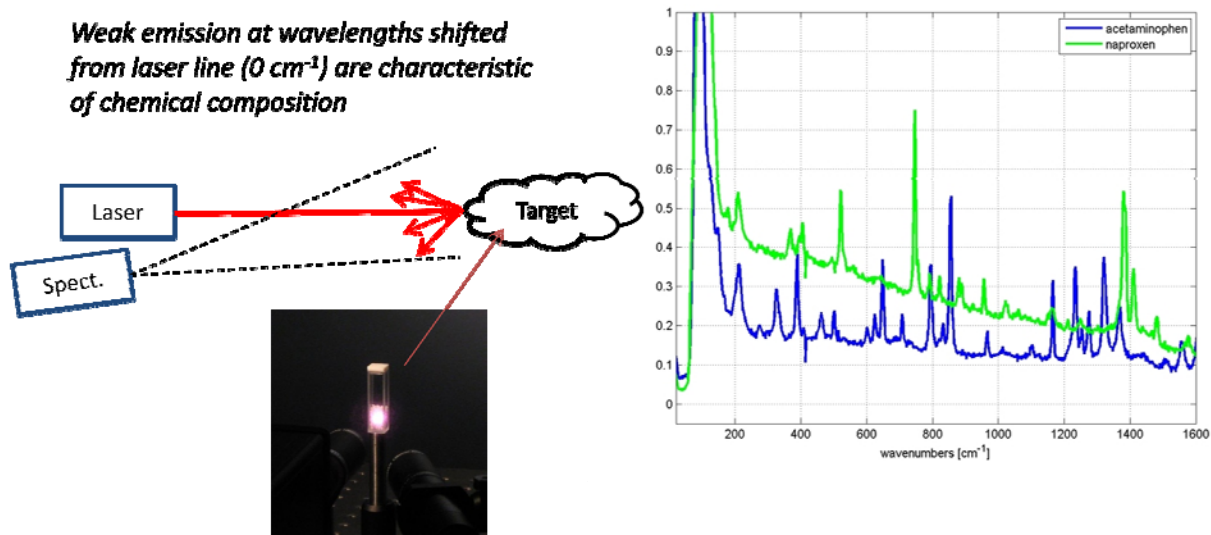 Weak emission at wavelengths shifted
from laser line (0 cm⁻¹) are characteristic
of chemical composition
Laser
Spect.
Target
acetaminophen
naproxen
1
0.9
0.8
0.7
0.6
0.5
0.4
0.3
0.2
0.1
0
200
400
600
800
1000
1200
1400
1600
wavenumbers [cm⁻¹]